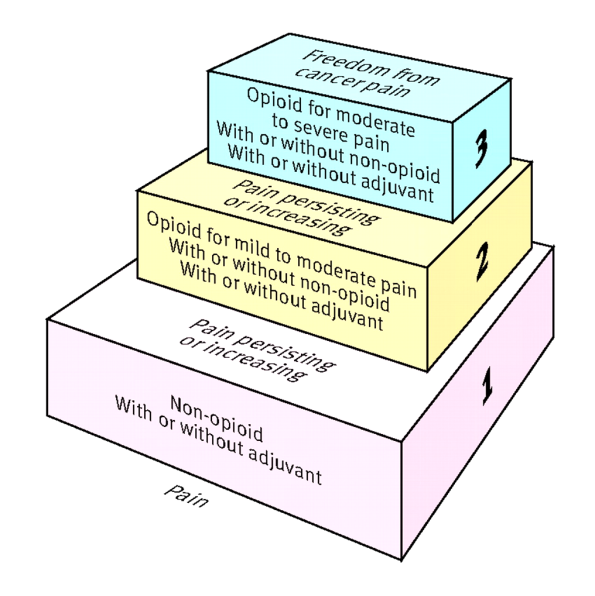 Freedom from
cancer pain
Opioid for moderate
to severe pain
With or without non-opioid
With or without adjuvant
3
Pain persisting
or increasing
Opioid for mild to moderate pain
With or without non-opioid
With or without adjuvant
2
Pain persisting
or increasing
Non-opioid
With or without adjuvant
1
Pain